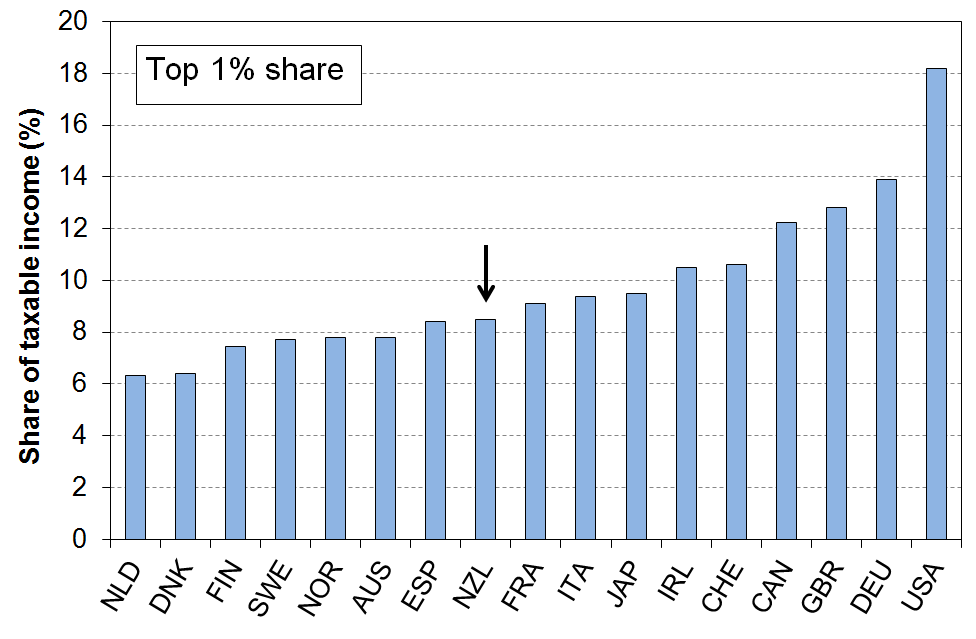 Top 1% share
Share of taxable income (%)
20
18
16
14
12
10
8
6
4
2
0
NLD
DNK
FIN
SWE
NOR
AUS
ESP
NZL
FRA
ITA
JAP
IRL
CHE
CAN
GBR
DEU
USA